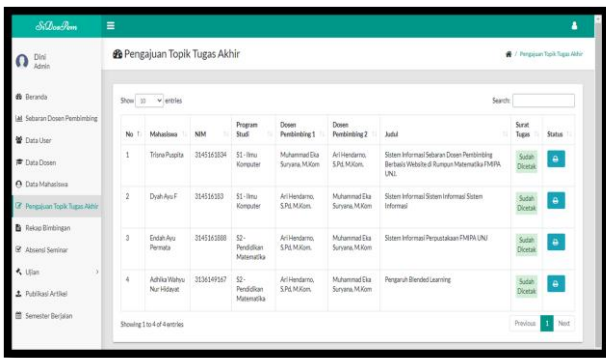 SiDosPem
Dini
Admin
Pengajuan Topik Tugas Akhir
/ Pengajuan Topik Tugas Akhir
Beranda
Sebaran Dosen Pembimbing
Data User
Data Dosen
Data Mahasiswa
Pengajuan Topik Tugas Akhir
Rekap Bimbingan
Absensi Seminar
Ujian
Publikasi Artikel
Semester Berjalan
Show 10 entries
Search:
No Mahasiswa NIM Program Studi Dosen Pembimbing 1 Dosen Pembimbing 2 Judul Surat Tugas Status
1 Trisna Puspita 3145161834 S1 - Ilmu Komputer Muhammad Eka Suryana, M.Kom Ari Hendarno, S.Pd, M.Kom. Sistem Informasi Sebaran Dosen Pembimbing Berbasis Website di Rumpun Matematika FMIPA UNJ. Sudah Dicetak
2 Dyah Ayu F 314516183 S1 - Ilmu Komputer Ari Hendarno, S.Pd, M.Kom. Muhammad Eka Suryana, M.Kom Sistem Informasi Sistem Informasi Sistem Informasi Sudah Dicetak
3 Endah Ayu Permata 3145161888 S2 - Pendidikan Matematika Ari Hendarno, S.Pd, M.Kom. Muhammad Eka Suryana, M.Kom Sistem Informasi Perpustakaan FMIPA UNJ Sudah Dicetak
4 Adhika Wahyu Nur Hidayat 3136149167 S2 - Pendidikan Matematika Ari Hendarno, S.Pd, M.Kom. Muhammad Eka Suryana, M.Kom Pengaruh Blended Learning Sudah Dicetak
Showing 1 to 4 of 4 entries
Previous 1 Next